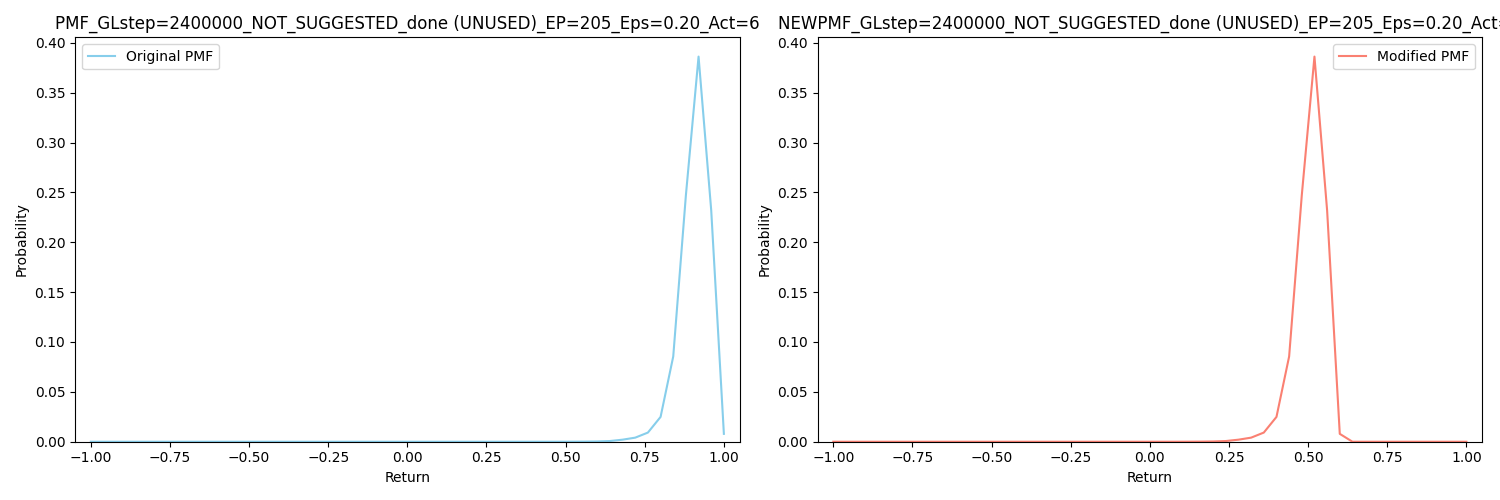 PMF_GLstep=2400000_NOT_SUGGESTED_done (UNUSED)_EP=205_Eps=0.20_Act=6
Original PMF
0.40
0.35
0.30
0.25
0.20
0.15
0.10
0.05
0.00
Probability
−1.00 −0.75 −0.50 −0.25 0.00 0.25 0.50 0.75 1.00
Return
NEWPMF_GLstep=2400000_NOT_SUGGESTED_done (UNUSED)_EP=205_Eps=0.20_Act=
Modified PMF
0.40
0.35
0.30
0.25
0.20
0.15
0.10
0.05
0.00
Probability
−1.00 −0.75 −0.50 −0.25 0.00 0.25 0.50 0.75 1.00
Return